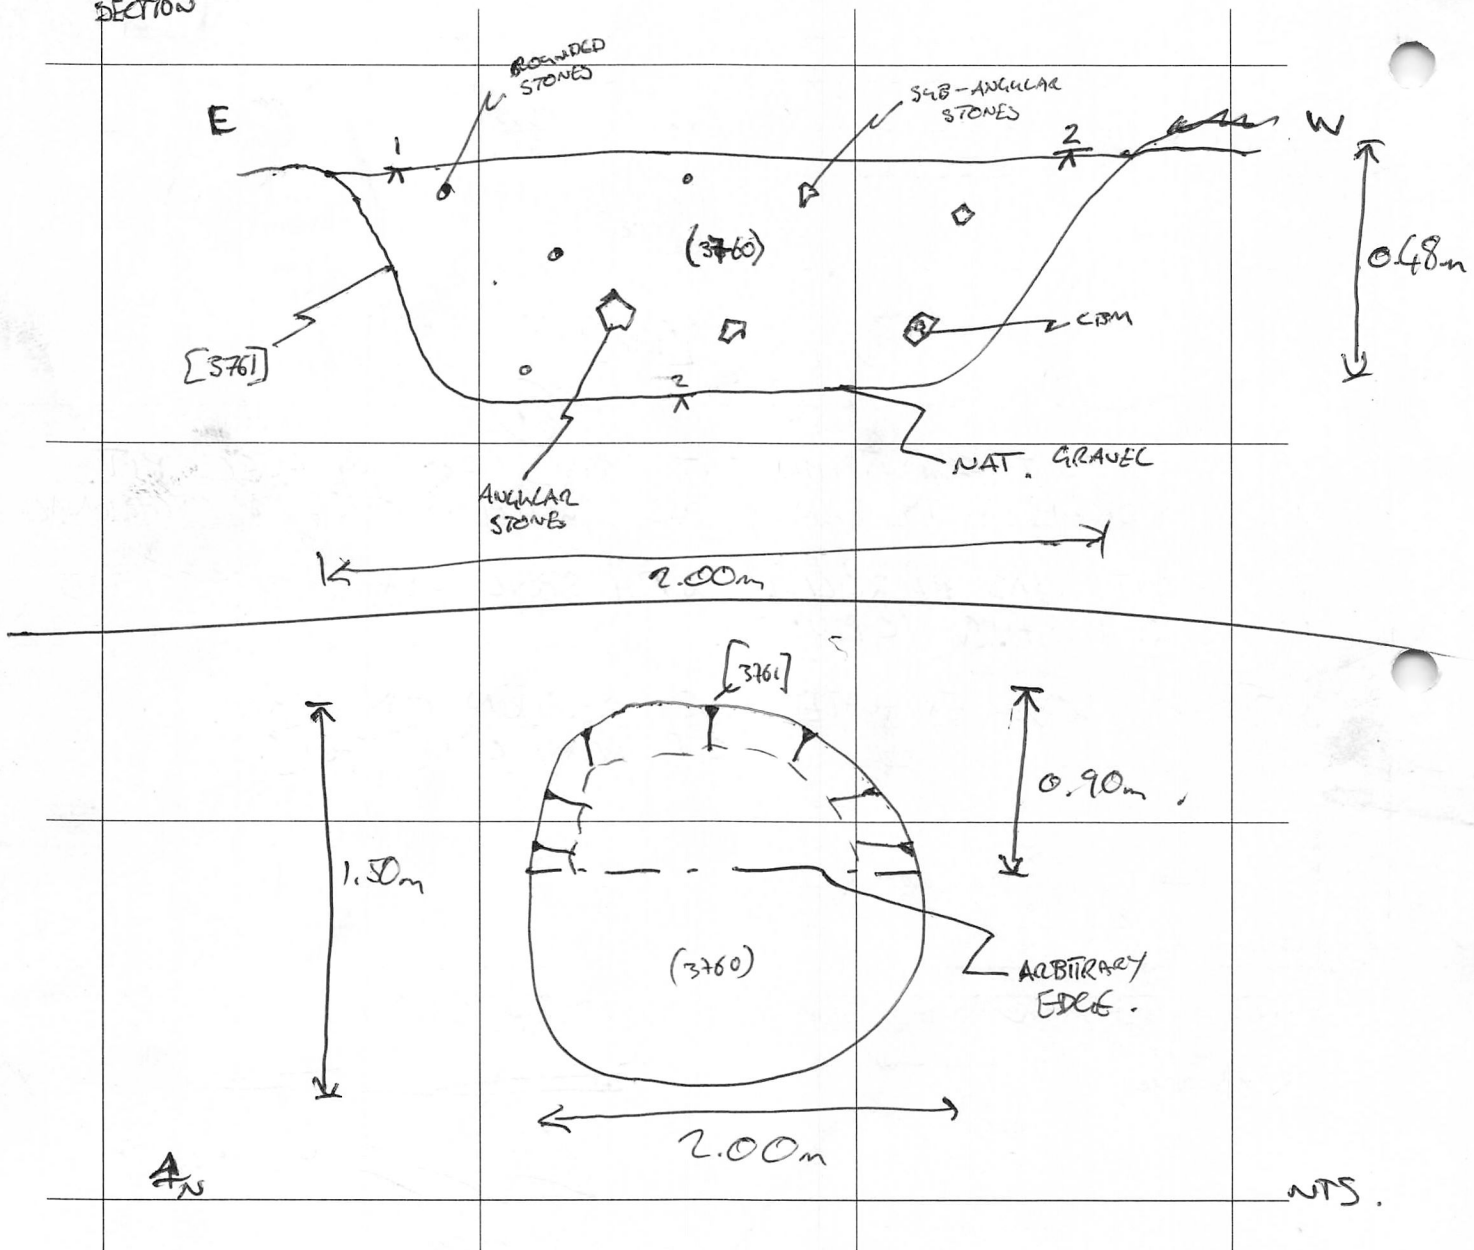 SECTION
ROUNDED
STONES
SUB-ANGULAR
STONES
E
W
1
2
(3760)
0.48m
CBM
[3761]
2
NAT. GRAVEL
ANGULAR
STONES
2.00m
[3761]
0.90m.
1.50m
(3760)
ARBITRARY
EDGE.
2.00m
N
NTS.